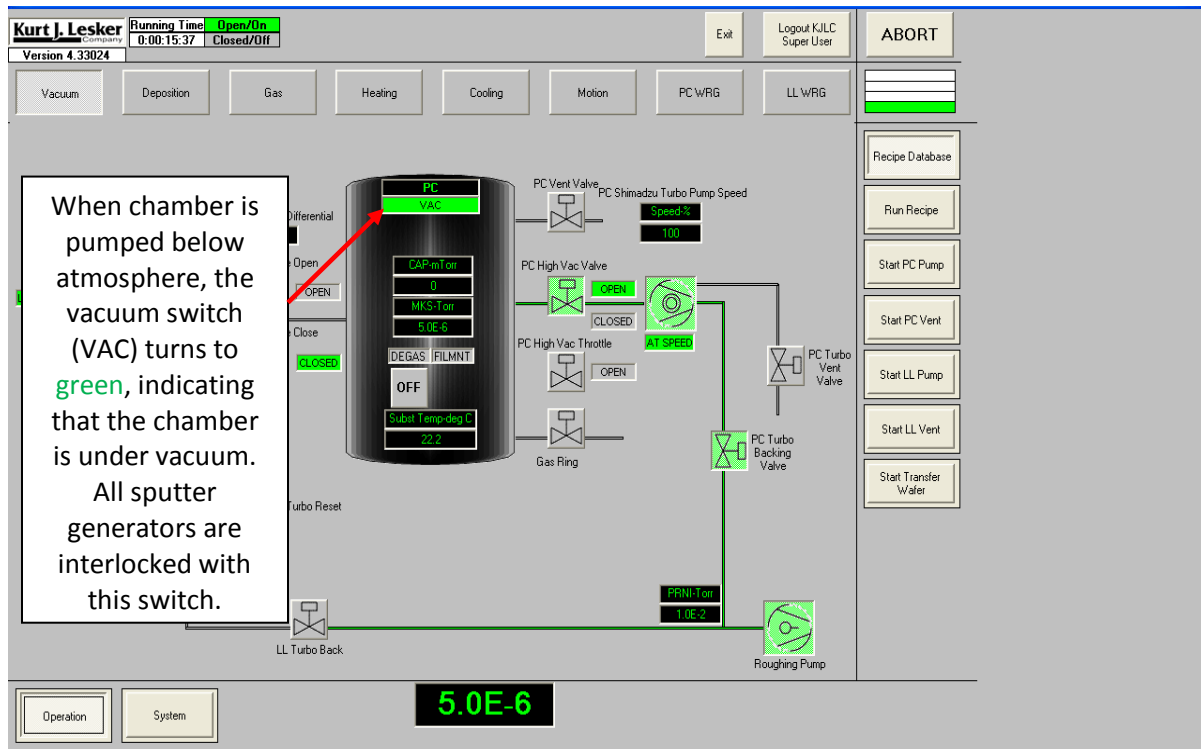 Kurt J. Lesker
Company
Version 4.33024
Running Time Open/On
0:00:15:37 Closed/Off
Exit
Logout KJLC
Super User
ABORT
Vacuum
Deposition
Gas
Heating
Cooling
Motion
PC WRG
LL WRG
Recipe Database
Run Recipe
Start PC Pump
Start PC Vent
Start LL Pump
Start LL Vent
Start Transfer
Wafer
When chamber is
pumped below
atmosphere, the
vacuum switch
(VAC) turns to
green, indicating
that the chamber
is under vacuum.
All sputter
generators are
interlocked with
this switch.
Differential
Open
OPEN
Close
CLOSED
Turbo Reset
PC
VAC
CAP-mTorr
0
MKS-Torr
5.0E-6
DEGAS FILMNT
OFF
Subst Temp-deg C
22.2
PC Vent Valve
PC Shimadzu Turbo Pump Speed
Speed-%
100
PC High Vac Valve
OPEN
CLOSED
AT SPEED
PC High Vac Throttle
OPEN
Gas Ring
PC Turbo
Vent
Valve
PC Turbo
Backing
Valve
PRNI-Torr
1.0E-2
LL Turbo Back
Roughing Pump
Operation
System
5.0E-6